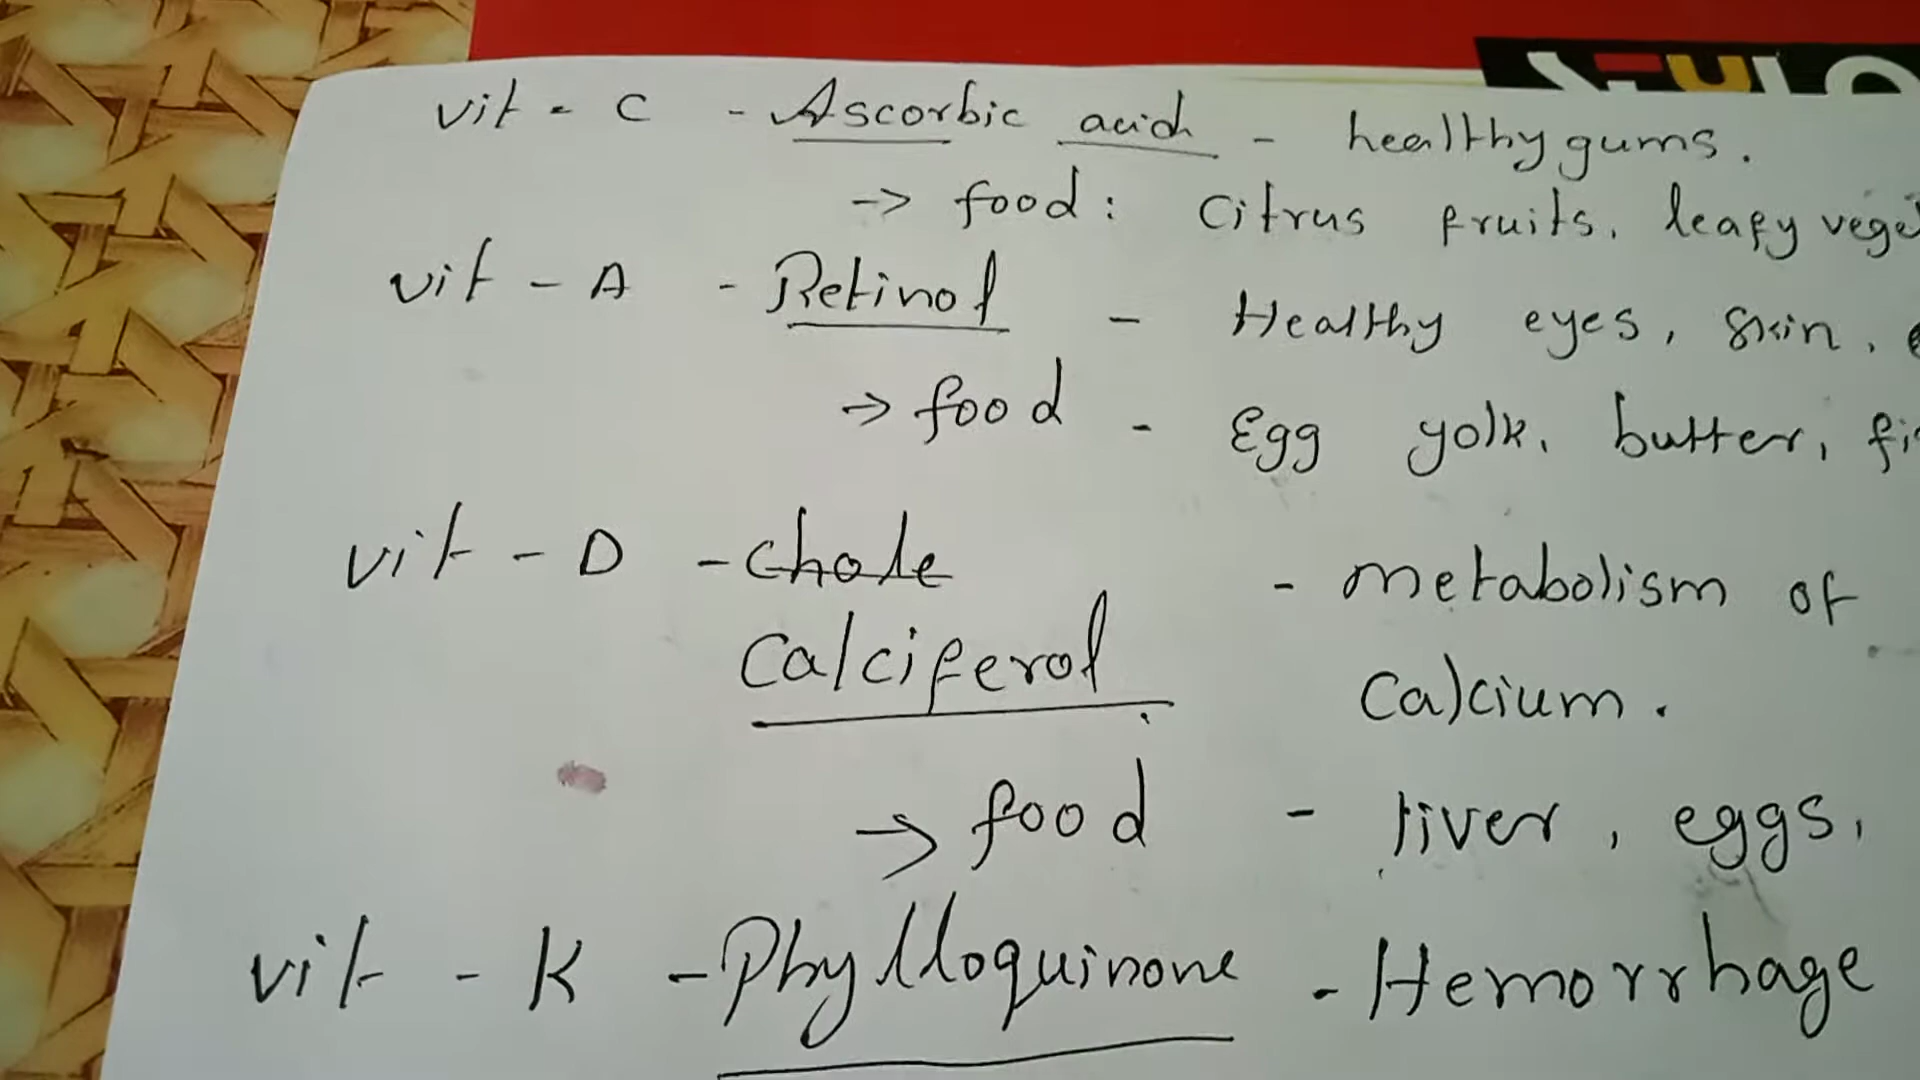 vit - C - Ascorbic acid - healthy gums.
→ food: Citrus fruits, leafy vege
vit - A - Retinol - Healthy eyes, skin,
→ food - Egg yolk, butter,
vit - D - chole - metabolism of
Calciferol Calcium.
→ food - liver, eggs,
vit - K - Phylloquinone - Hemorrhage